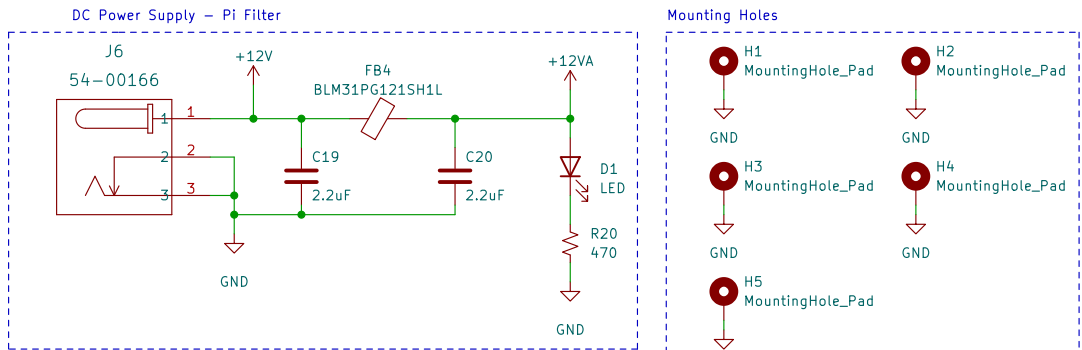 DC Power Supply – Pi Filter
J6
54-00166
1
1
2
2
3
3
+12V
FB4
BLM31PG121SH1L
+12VA
C19
2.2uF
C20
2.2uF
D1
LED
R20
470
GND
GND
Mounting Holes
H1
MountingHole_Pad
GND
H2
MountingHole_Pad
GND
H3
MountingHole_Pad
GND
H4
MountingHole_Pad
GND
H5
MountingHole_Pad